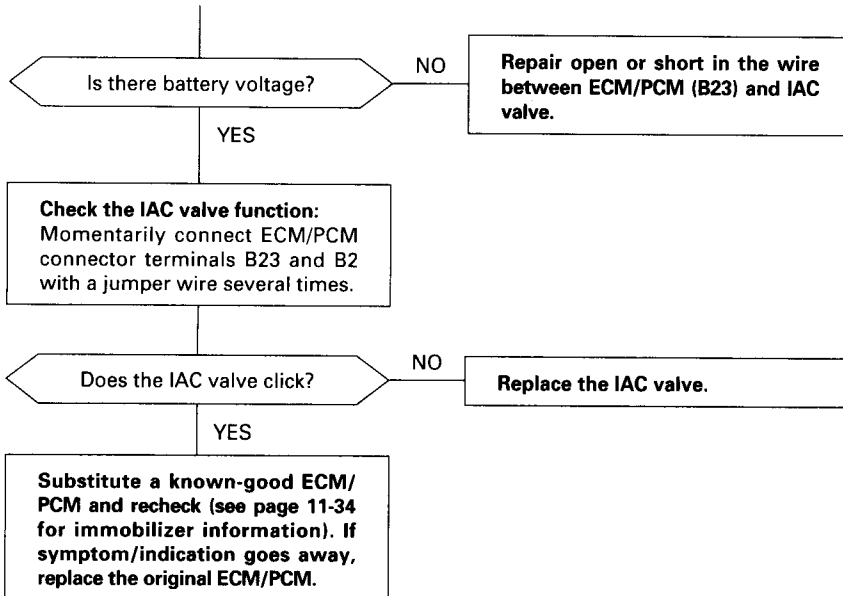 Is there battery voltage?
NO
Repair open or short in the wire
between ECM/PCM (B23) and IAC
valve.
YES
Check the IAC valve function:
Momentarily connect ECM/PCM
connector terminals B23 and B2
with a jumper wire several times.
Does the IAC valve click?
NO
Replace the IAC valve.
YES
Substitute a known-good ECM/
PCM and recheck (see page 11-34
for immobilizer information). If
symptom/indication goes away,
replace the original ECM/PCM.